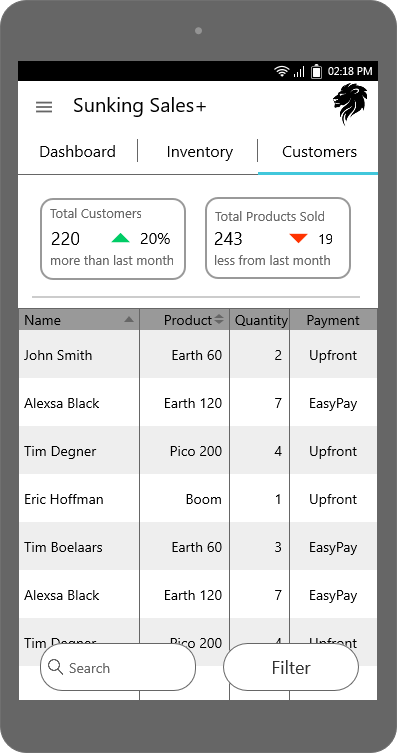 02:18 PM
Sunking Sales+
Dashboard Inventory Customers
Total Customers
220 20%
more than last month
Total Products Sold
243 19
less from last month
Name Product Quantity Payment
John Smith Earth 60 2 Upfront
Alexsa Black Earth 120 7 EasyPay
Tim Degner Pico 200 4 Upfront
Eric Hoffman Boom 1 Upfront
Tim Boelaars Earth 60 3 EasyPay
Alexsa Black Earth 120 7 EasyPay
Tim Degner Pico 200 4 Upfront
Search Filter